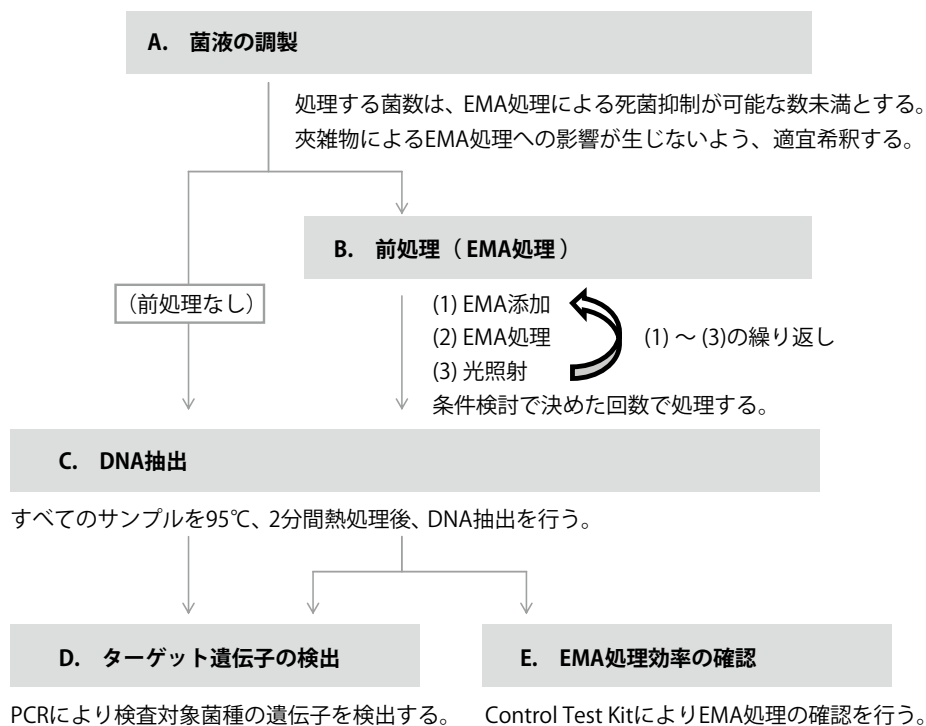 A. 菌液の調製
処理する菌数は、EMA処理による死菌抑制が可能な数未満とする。
夾雑物によるEMA処理への影響が生じないよう、適宜希釈する。
B. 前処理（EMA処理）
（前処理なし）
(1) EMA添加
(2) EMA処理
(3) 光照射
(1) ～ (3)の繰り返し
条件検討で決めた回数で処理する。
C. DNA抽出
すべてのサンプルを95℃、2分間熱処理後、DNA抽出を行う。
D. ターゲット遺伝子の検出
PCRにより検査対象菌種の遺伝子を検出する。
E. EMA処理効率の確認
Control Test KitによりEMA処理の確認を行う。